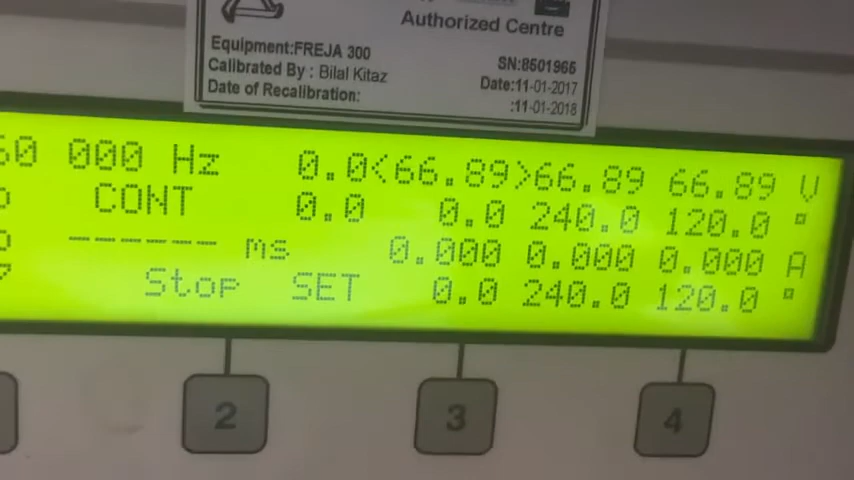 Authorized Centre
Equipment:FREJA 300
SN:8501965
Calibrated By : Bilal Kitaz
Date:11-01-2017
Date of Recalibration:
:11-01-2018
60 000 Hz 0.0<66.89>66.89 66.89 V
CONT 0.0 0.0 240.0 120.0 °
------- ms 0.000 0.000 0.000 A
Stop SET 0.0 240.0 120.0 °
2 3 4